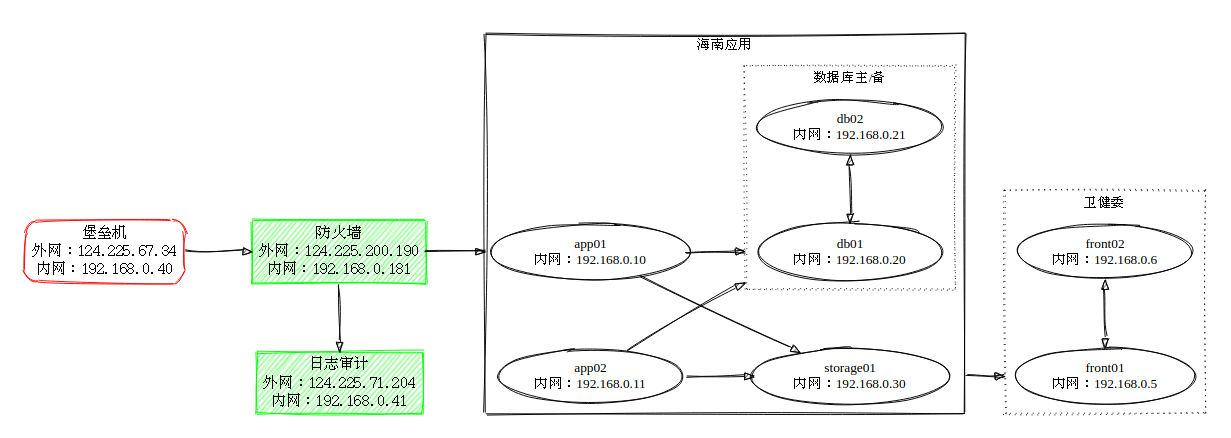 堡垒机
外网：124.225.67.34
内网：192.168.0.40
防火墙
外网：124.225.200.190
内网：192.168.0.181
日志审计
外网：124.225.71.204
内网：192.168.0.41
海南应用
数据库主/备
db02
内网：192.168.0.21
app01
内网：192.168.0.10
db01
内网：192.168.0.20
app02
内网：192.168.0.11
storage01
内网：192.168.0.30
卫健委
front02
内网：192.168.0.6
front01
内网：192.168.0.5